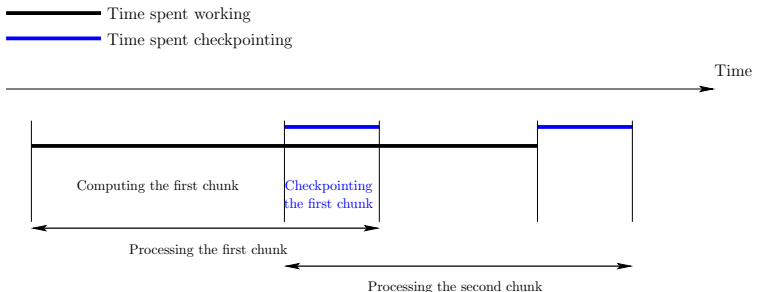 Time spent working
Time spent checkpointing
Time
Computing the first chunk
Checkpointing
the first chunk
Processing the first chunk
Processing the second chunk